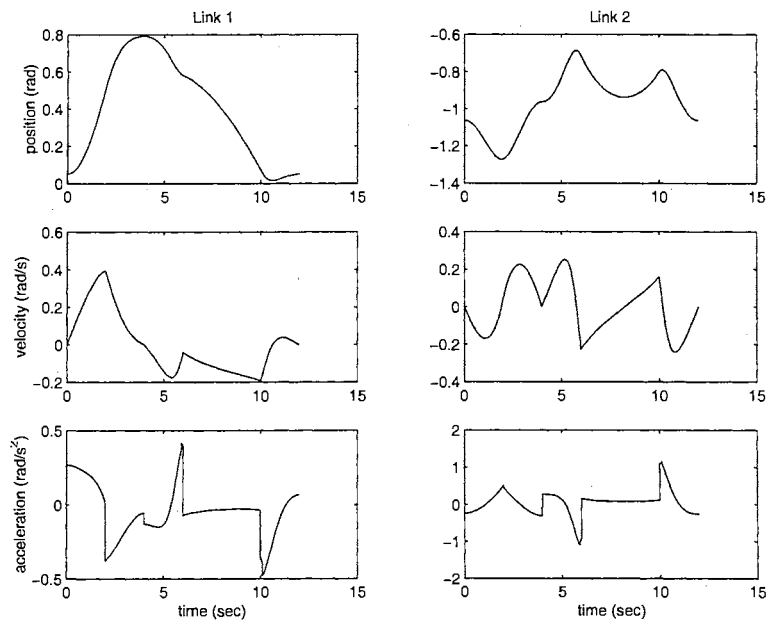 Link 1
Link 2
position (rad)
0.8
0.6
0.4
0.2
0
0 5 10 15
−0.6
−0.8
−1
−1.2
−1.4
0 5 10 15
velocity (rad/s)
0.6
0.4
0.2
0
−0.2
0 5 10 15
0.4
0.2
0
−0.2
−0.4
0 5 10 15
acceleration (rad/s²)
0.5
0
−0.5
0 5 10 15
time (sec)
2
1
0
−1
−2
0 5 10 15
time (sec)